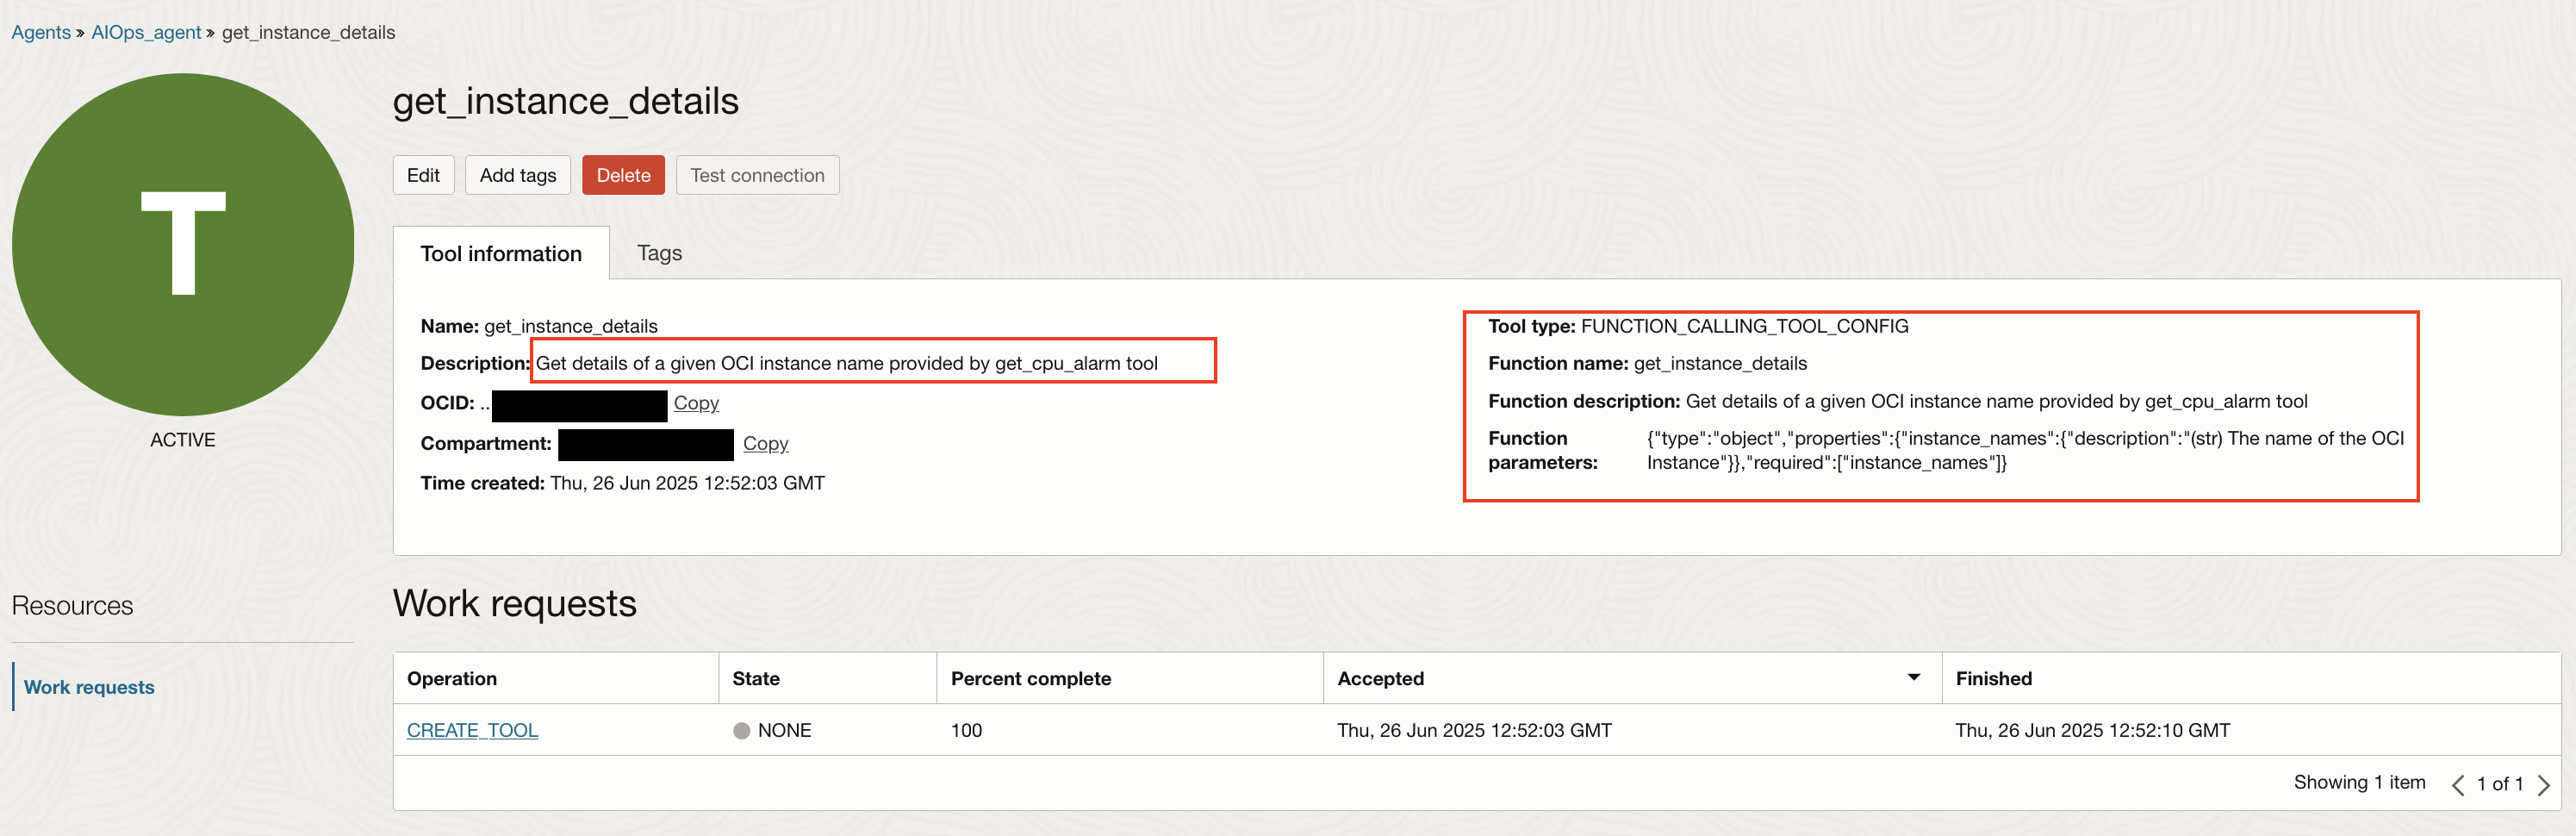 Agents » AIOps_agent » get_instance_details
T
ACTIVE
get_instance_details
Edit Add tags Delete Test connection
Tool information Tags
Name: get_instance_details
Description: Get details of a given OCI instance name provided by get_cpu_alarm tool
OCID: .. Copy
Compartment: Copy
Time created: Thu, 26 Jun 2025 12:52:03 GMT
Tool type: FUNCTION_CALLING_TOOL_CONFIG
Function name: get_instance_details
Function description: Get details of a given OCI instance name provided by get_cpu_alarm tool
Function parameters: {"type":"object","properties":{"instance_names":{"description":"(str) The name of the OCI
Instance"}},"required":["instance_names"]}
Resources
Work requests
Work requests
Operation State Percent complete Accepted Finished
CREATE_TOOL NONE 100 Thu, 26 Jun 2025 12:52:03 GMT Thu, 26 Jun 2025 12:52:10 GMT
Showing 1 item 1 of 1